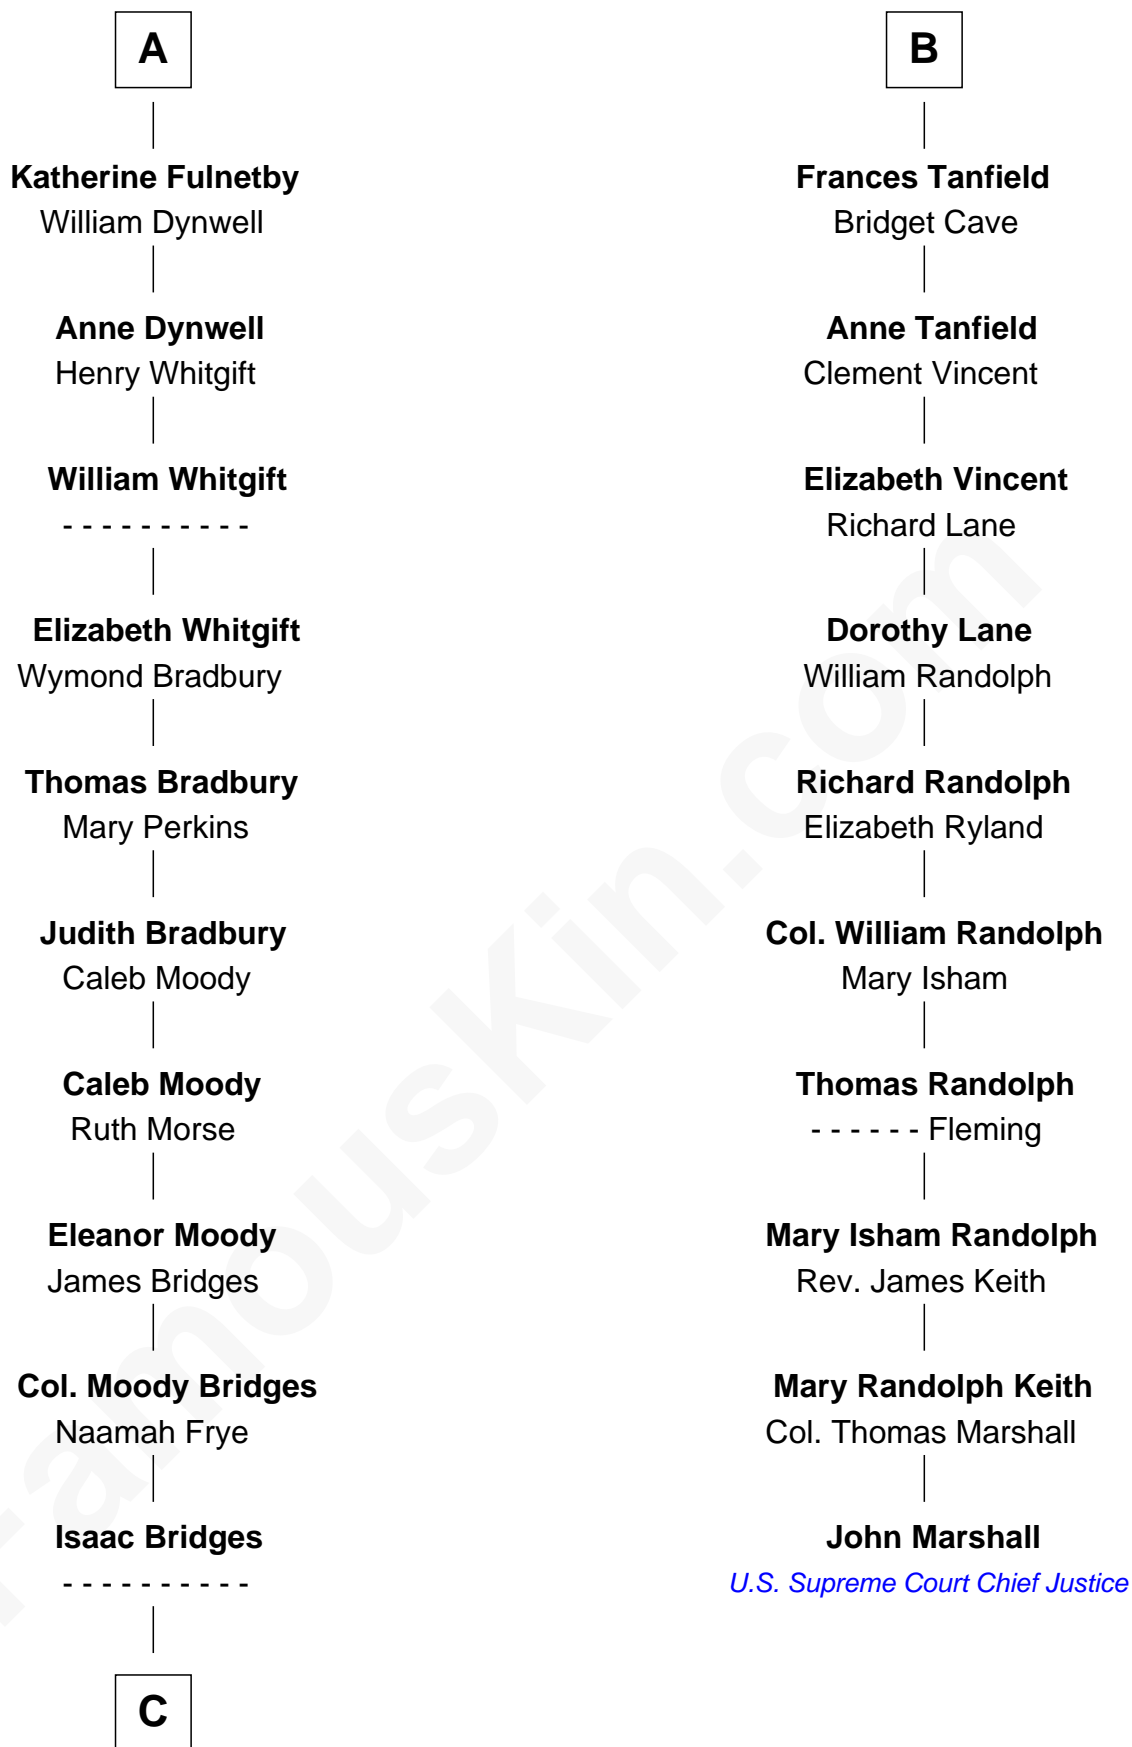 A
Katherine Fulnetby
William Dynwell
Anne Dynwell
Henry Whitgift
William Whitgift
- - - - - - - - - -
Elizabeth Whitgift
Wymond Bradbury
Thomas Bradbury
Mary Perkins
Judith Bradbury
Caleb Moody
Caleb Moody
Ruth Morse
Eleanor Moody
James Bridges
Col. Moody Bridges
Naamah Frye
Isaac Bridges
- - - - - - - - - -
C
B
Frances Tanfield
Bridget Cave
Anne Tanfield
Clement Vincent
Elizabeth Vincent
Richard Lane
Dorothy Lane
William Randolph
Richard Randolph
Elizabeth Ryland
Col. William Randolph
Mary Isham
Thomas Randolph
- - - - - - Fleming
Mary Isham Randolph
Rev. James Keith
Mary Randolph Keith
Col. Thomas Marshall
John Marshall
U.S. Supreme Court Chief Justice
FamousKin.com